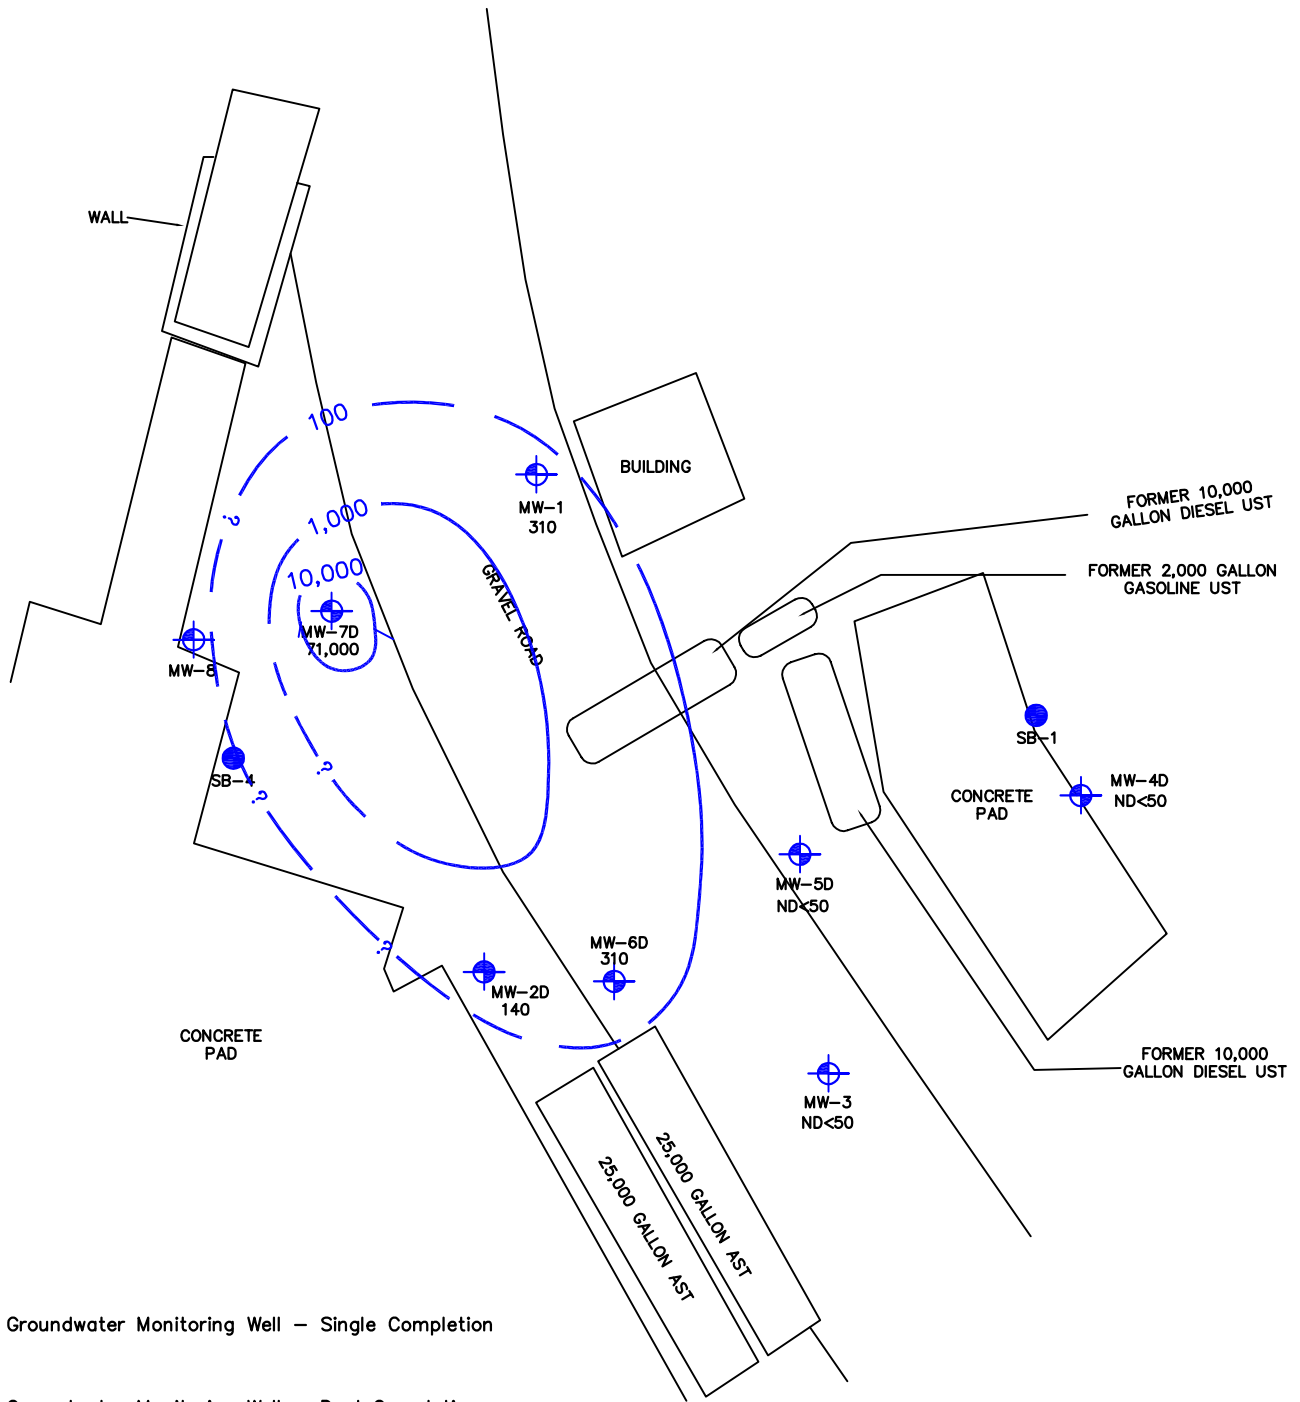 WALL
100
?
1,000
10,000
MW-7D
71,000
MW-1
310
BUILDING
GRAVEL ROAD
FORMER 10,000
GALLON DIESEL UST
FORMER 2,000 GALLON
GASOLINE UST
MW-8
SB-4
?
?
?
SB-1
MW-4D
ND<50
CONCRETE
PAD
MW-5D
ND<50
MW-6D
310
MW-2D
140
CONCRETE
PAD
MW-3
ND<50
FORMER 10,000
GALLON DIESEL UST
25,000 GALLON AST
25,000 GALLON AST
Groundwater Monitoring Well – Single Completion